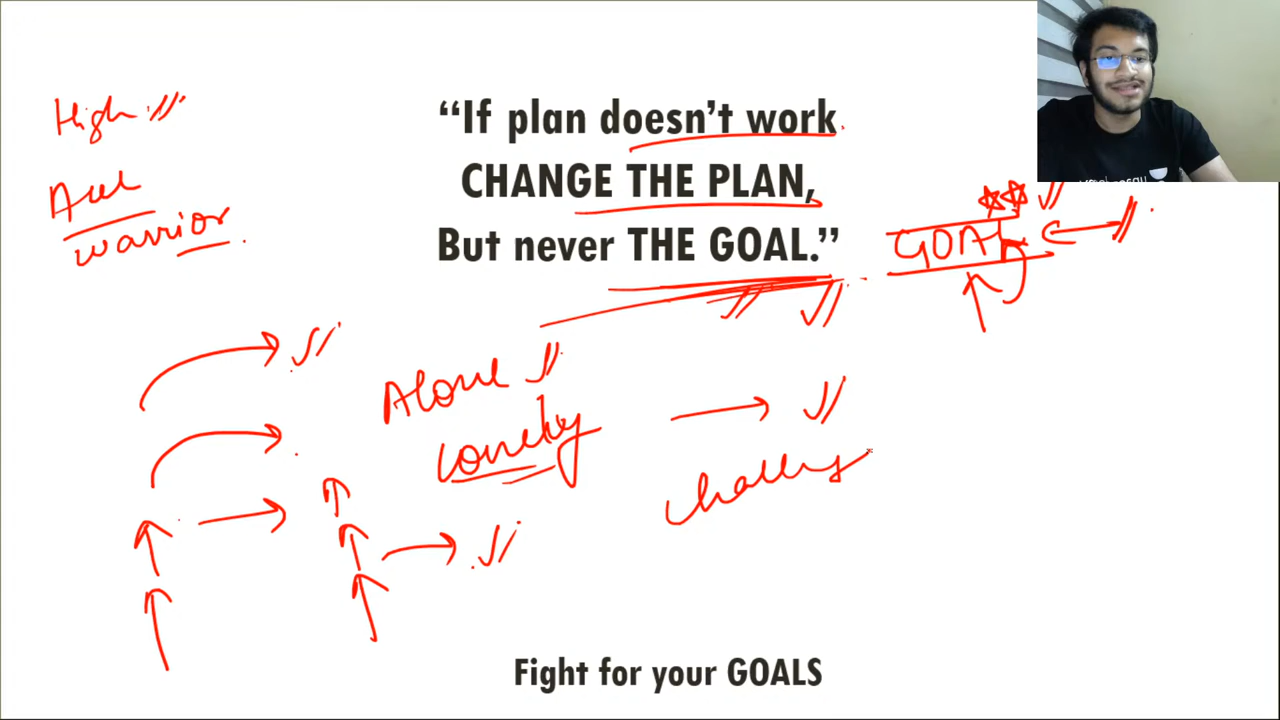 High
“If plan doesn’t work
CHANGE THE PLAN,
But never THE GOAL.”
warrior
GOAL
Alone
Lonely
Fight for your GOALS